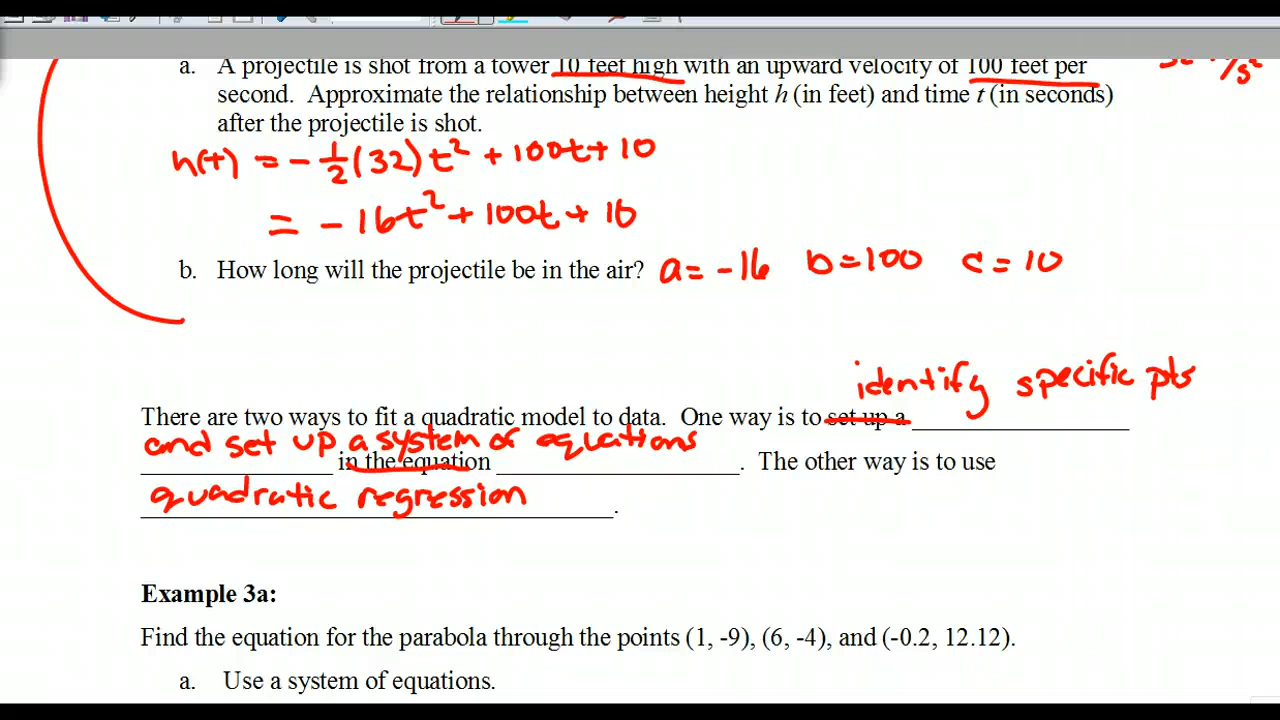 a. A projectile is shot from a tower 10 feet high with an upward velocity of 100 feet per
second. Approximate the relationship between height h (in feet) and time t (in seconds)
after the projectile is shot.
h(t) = - 1/2 (32) t² + 100t + 10
= - 16t² + 100t + 10
b. How long will the projectile be in the air? a = -16 b = 100 c = 10
identify specific pts
There are two ways to fit a quadratic model to data. One way is to set up a ____
and set up a system of equations
____ in the equation ____. The other way is to use
quadratic regression
____.
Example 3a:
Find the equation for the parabola through the points (1, -9), (6, -4), and (-0.2, 12.12).
a. Use a system of equations.